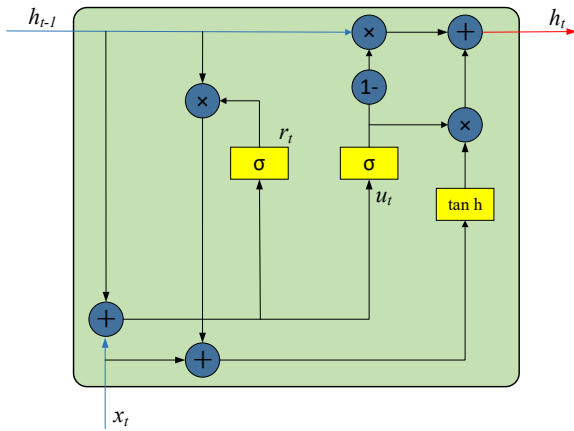 h_{t-1}
h_t
×
+
1-
×
×
r_t
σ
σ
u_t
tan h
+
+
x_t